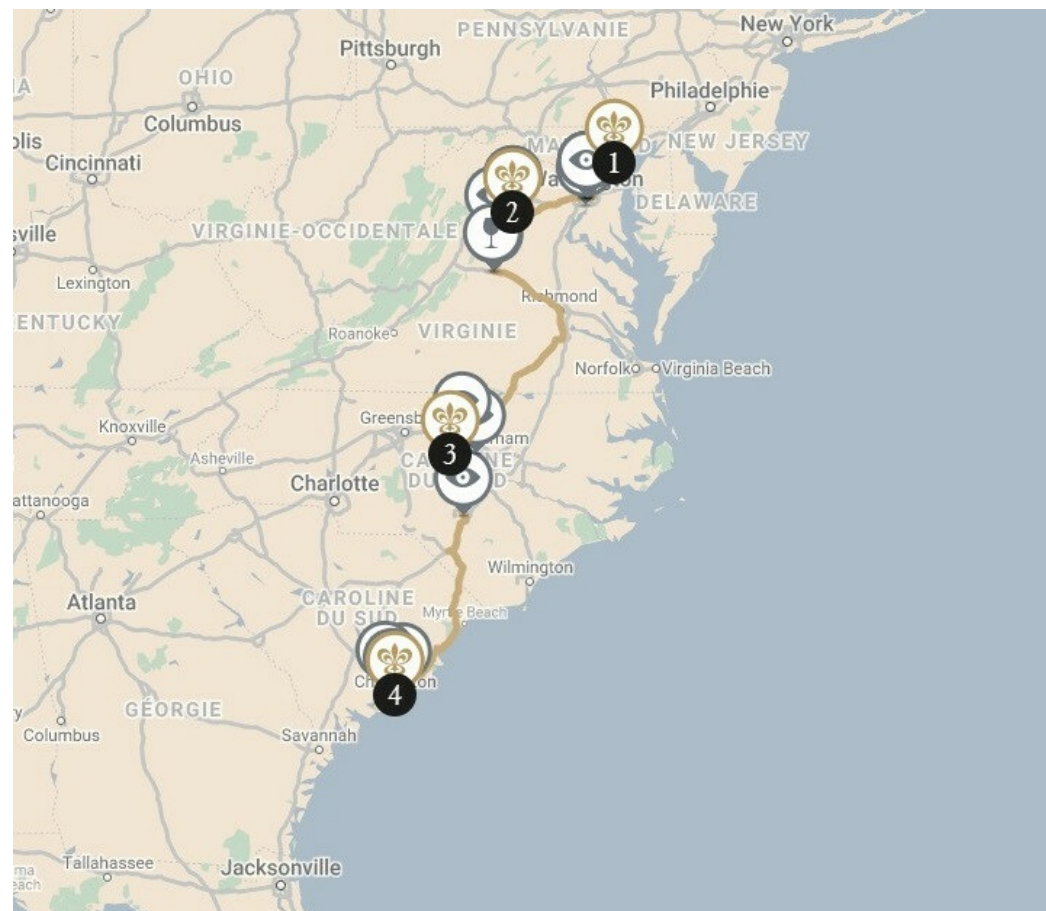 New York
PENNSYLVANIE
Pittsburgh
OHIO
Philadelphie
Columbus
NEW JERSEY
Cincinnati
1
DELAWARE
2
VIRGINIE-OCCIDENTALE
Lexington
Richmond
VIRGINIE
Roanoke
Norfolk
Virginia Beach
Knoxville
3
Asheville
Charlotte
Wilmington
Atlanta
CAROLINE
DU SUD
Myrtle Beach
4
GÉORGIE
Columbus
Savannah
Tallahassee
Jacksonville